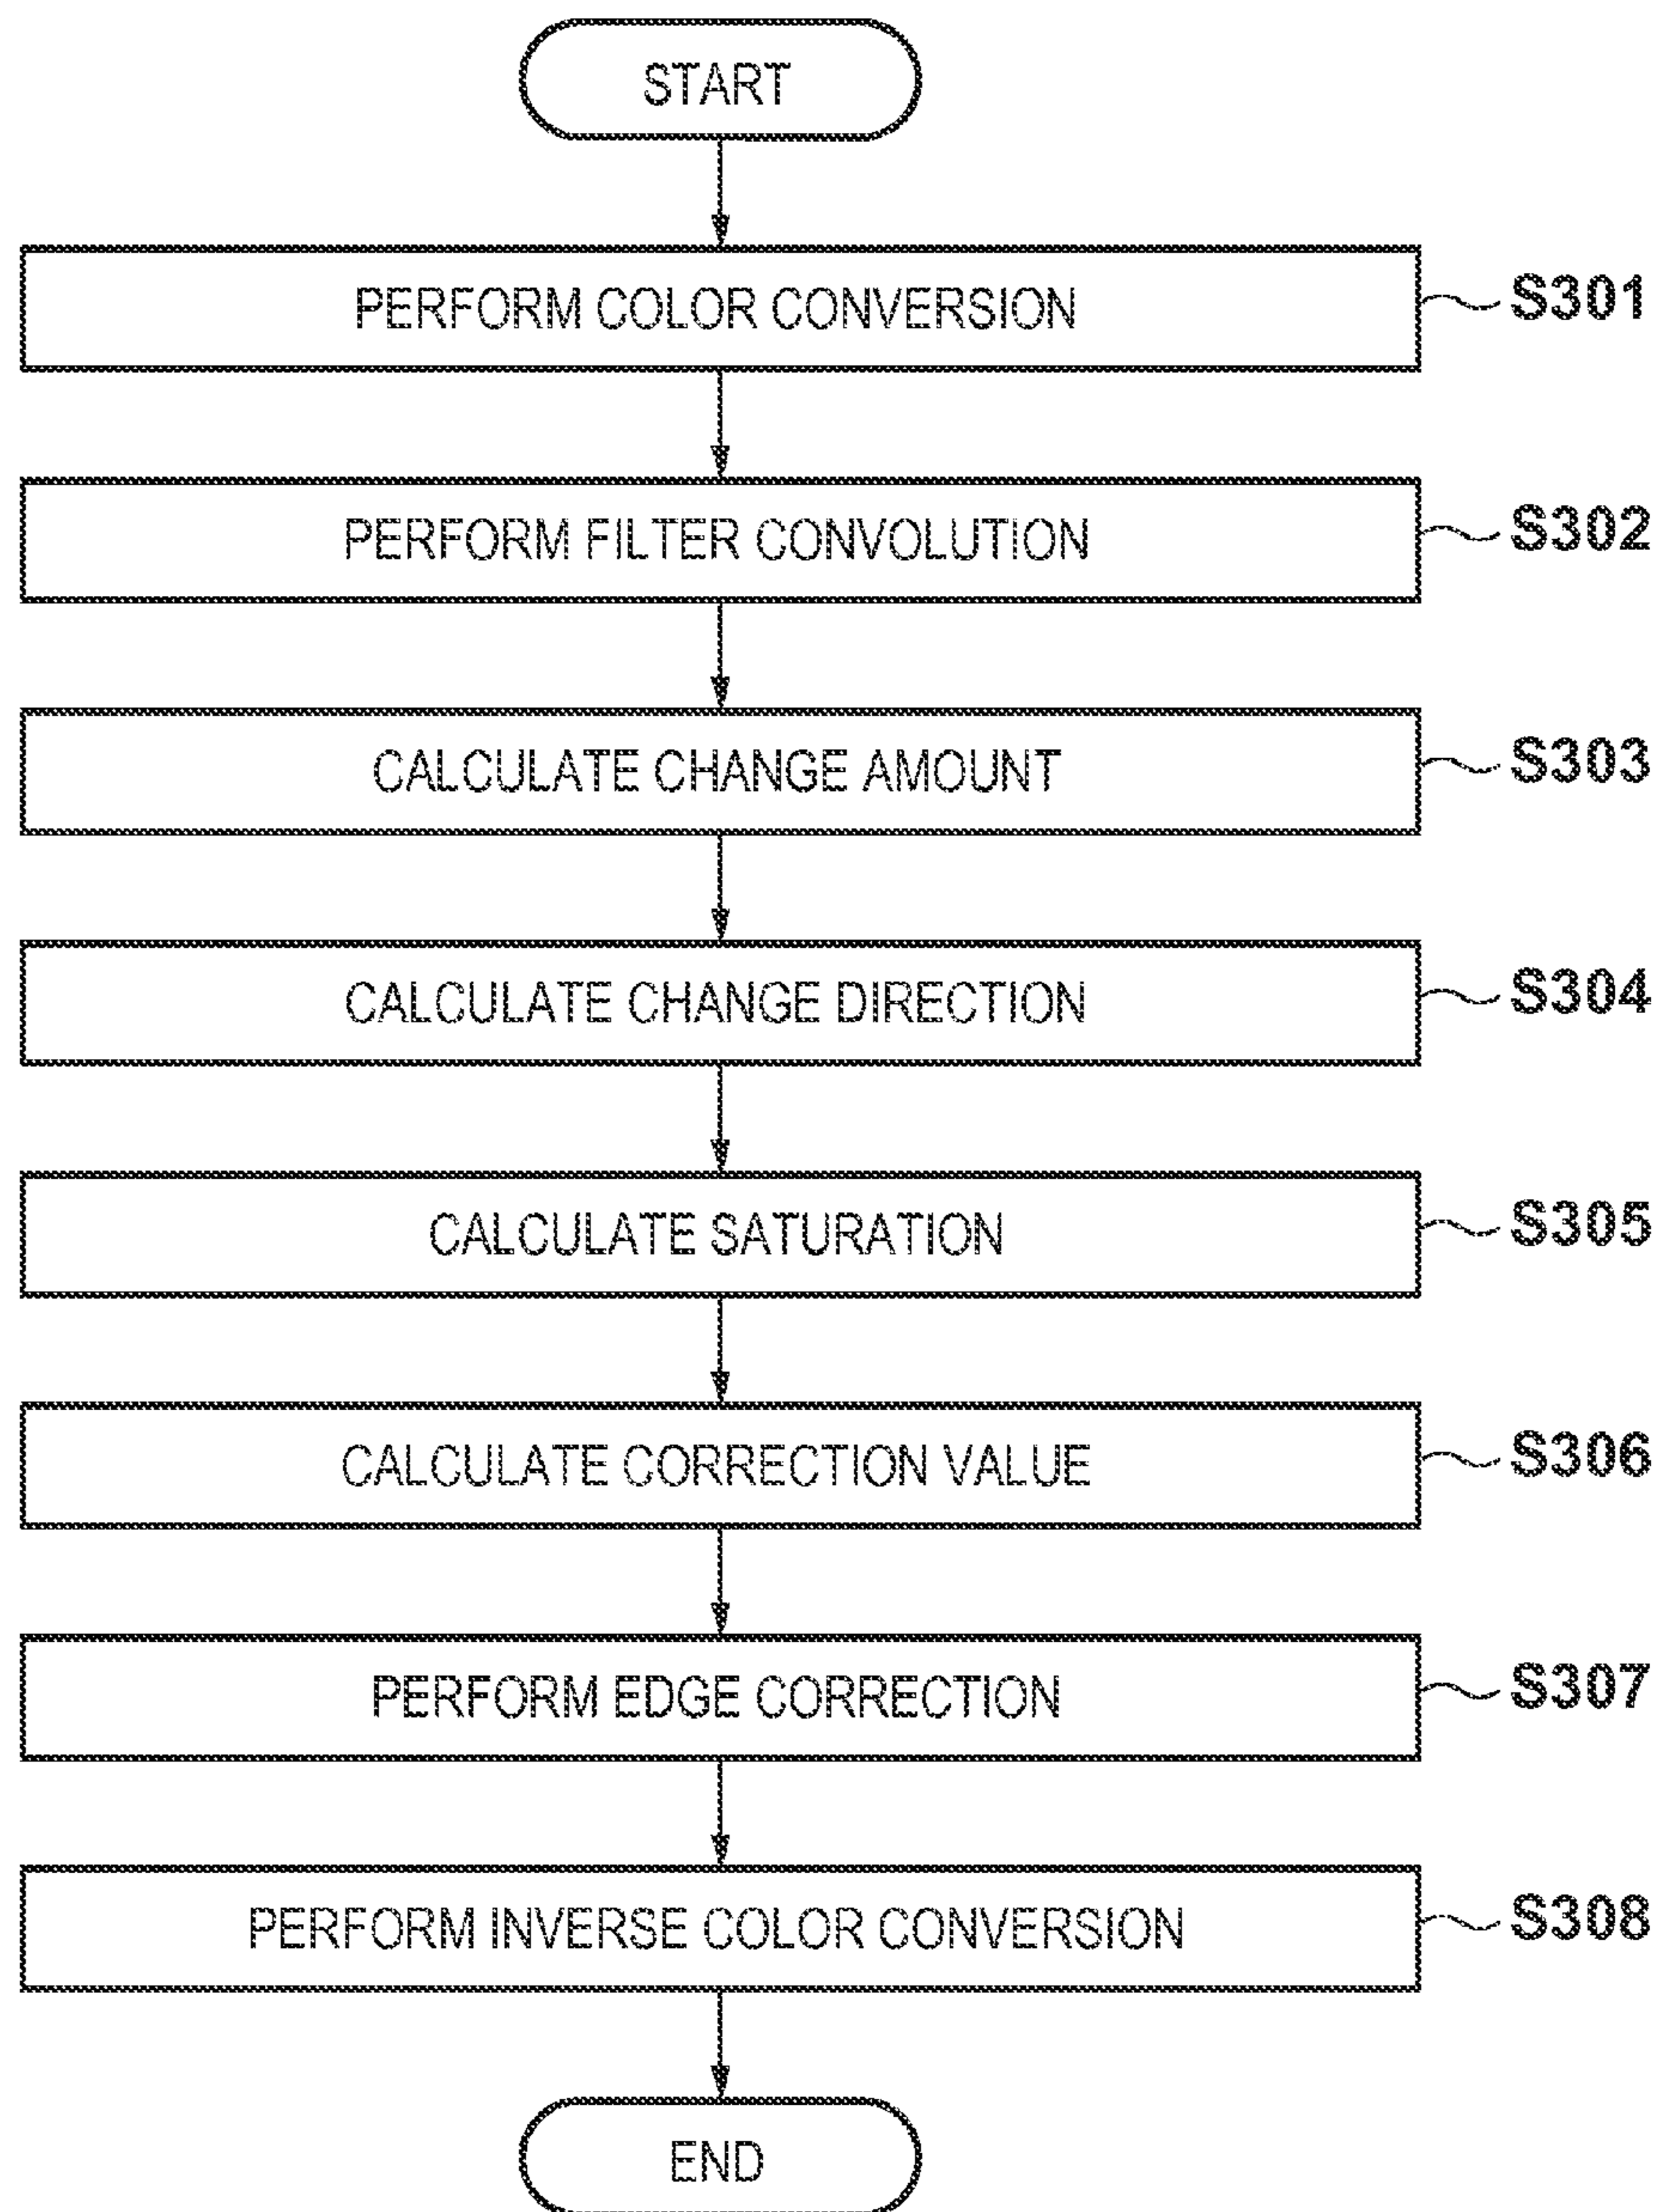 START
PERFORM COLOR CONVERSION S301
PERFORM FILTER CONVOLUTION S302
CALCULATE CHANGE AMOUNT S303
CALCULATE CHANGE DIRECTION S304
CALCULATE SATURATION S305
CALCULATE CORRECTION VALUE S306
PERFORM EDGE CORRECTION S307
PERFORM INVERSE COLOR CONVERSION S308
END